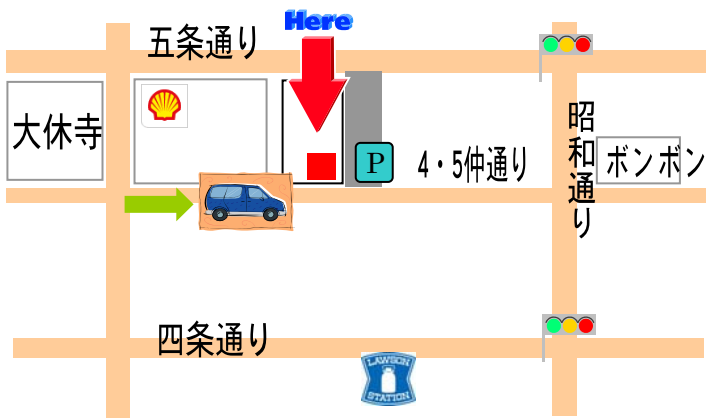 Here
五条通り
大休寺
P
4・5仲通り
昭和通り
ボンボン
四条通り
LAWSON
STATION